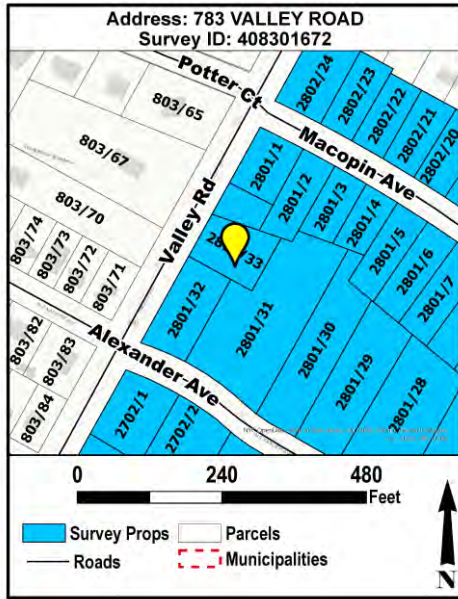 Address: 783 VALLEY ROAD
Survey ID: 408301672
Potter Ct
Macopin Ave
Valley Rd
Alexander Ave
803/65
803/67
803/70
803/74
803/73
803/72
803/71
803/82
803/83
803/84
2802/24
2802/23
2802/22
2802/21
2802/20
2801/1
2801/2
2801/3
2801/4
2801/5
2801/6
2801/7
33
2801/32
2801/31
2801/30
2801/29
2801/28
2702/1
2702/2
0 240 480
Feet
Survey Props Parcels
Roads Municipalities
N